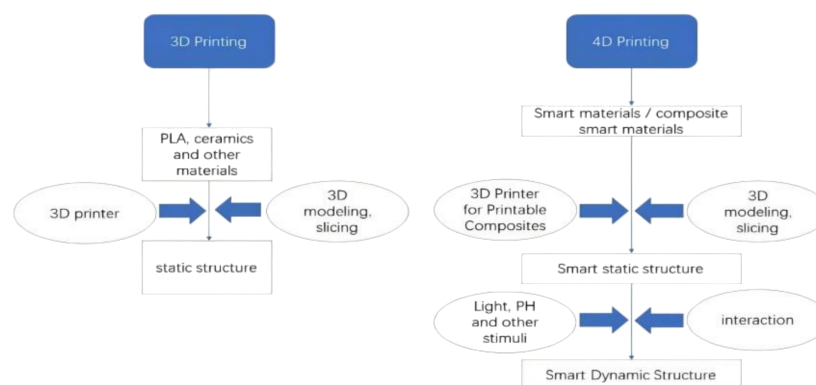 3D Printing
PLA, ceramics
and other
materials
3D printer
3D
modeling,
slicing
static structure
4D Printing
Smart materials / composite
smart materials
3D Printer
for Printable
Composites
3D
modeling,
slicing
Smart static structure
Light, PH
and other
stimuli
interaction
Smart Dynamic Structure